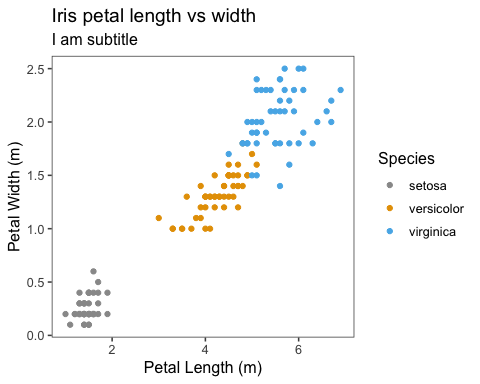 Iris petal length vs width
I am subtitle
2.5
2.0
1.5
1.0
0.5
0.0
Petal Width (m)
2 4 6
Petal Length (m)
Species
setosa
versicolor
virginica